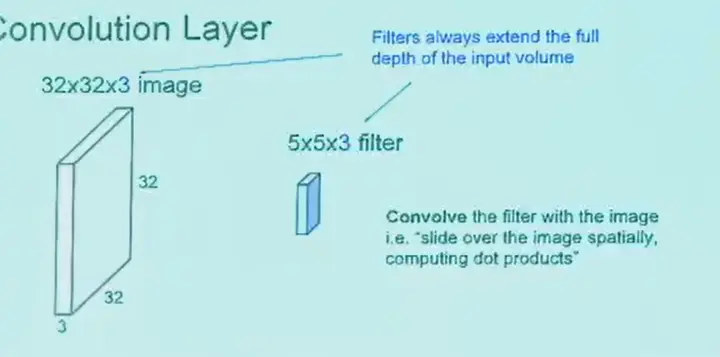 Convolution Layer
Filters always extend the full
depth of the input volume
32x32x3 image
5x5x3 filter
32
Convolve the filter with the image
i.e. "slide over the image spatially,
computing dot products"
32
3